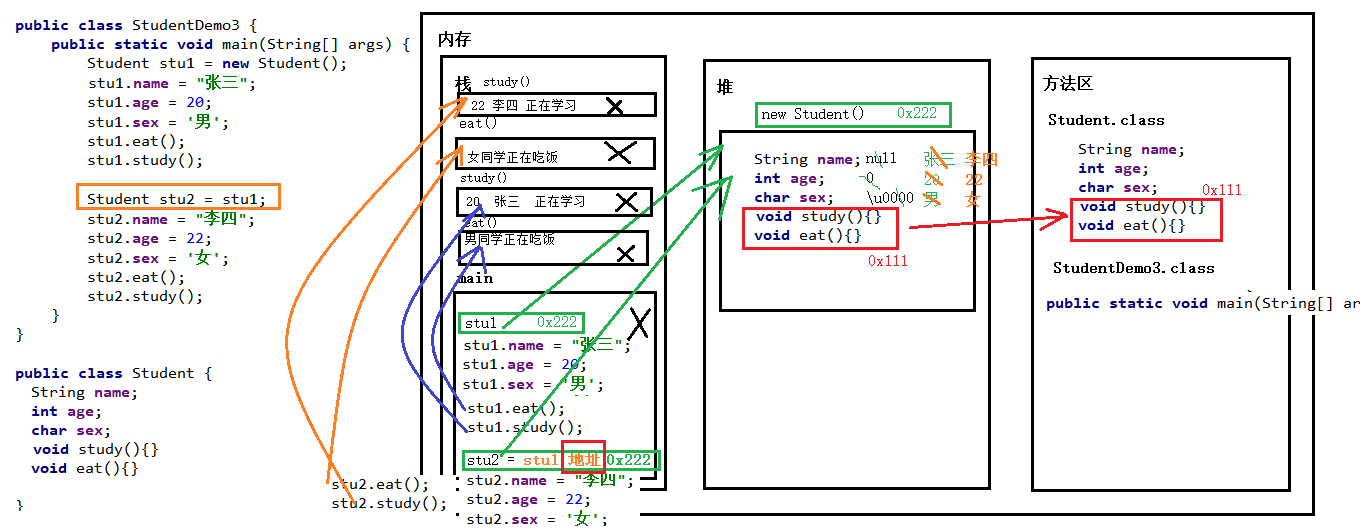 public class StudentDemo3 {
public static void main(String[] args) {
Student stu1 = new Student();
stu1.name = "张三";
stu1.age = 20;
stu1.sex = '男';
stu1.eat();
stu1.study();
Student stu2 = stu1;
stu2.name = "李四";
stu2.age = 22;
stu2.sex = '女';
stu2.eat();
stu2.study();
}
}
public class Student {
String name;
int age;
char sex;
void study(){}
void eat(){}
}
内存
栈 study()
22 李四 正在学习
eat()
女同学正在吃饭
study()
20 张三 正在学习
eat()
男同学正在吃饭
main
stu1 0x222
stu1.name = "张三";
stu1.age = 20;
stu1.sex = '男';
stu1.eat();
stu1.study();
stu2 = stu1 地址 0x222
stu2.name = "李四";
stu2.age = 22;
stu2.sex = '女';
stu2.eat();
stu2.study();
堆
new Student() 0x222
String name; null 张三 李四
int age; 0 20 22
char sex; \u0000 男 女
void study(){}
void eat(){}
0x111
方法区
Student.class
String name;
int age;
char sex;
0x111
void study(){}
void eat(){}
StudentDemo3.class
public static void main(String[] ar